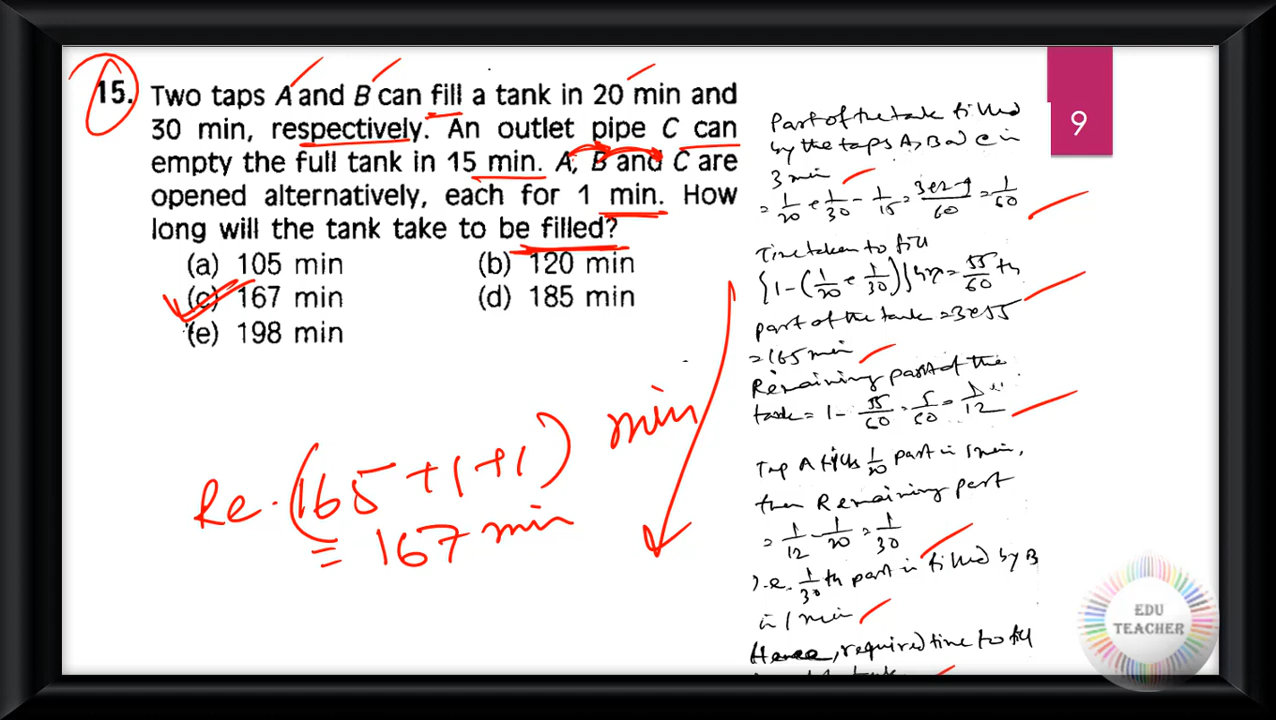 15. Two taps A and B can fill a tank in 20 min and
30 min, respectively. An outlet pipe C can
empty the full tank in 15 min. A, B and C are
opened alternatively, each for 1 min. How
long will the tank take to be filled?
(a) 105 min (b) 120 min
(c) 167 min (d) 185 min
(e) 198 min
Re. (165+1+1) min
= 167 min
9
Part of the tank filled
by the taps A, B & C in
3 min
= 1/20 + 1/30 - 1/15 = 3+2-4/60 = 1/60
Time taken to fill
{1-(1/20 + 1/30)} = 55/60 th
part of the tank = 3×55
= 165 min
Remaining part of the
tank = 1 - 55/60 = 5/60 = 1/12
Tap A fills 1/20 part in 1 min,
then Remaining part
= 1/12 - 1/20 = 1/30
i.e. 1/30 th part is filled by B
in 1 min
Hence, required time to fill
EDU
TEACHER